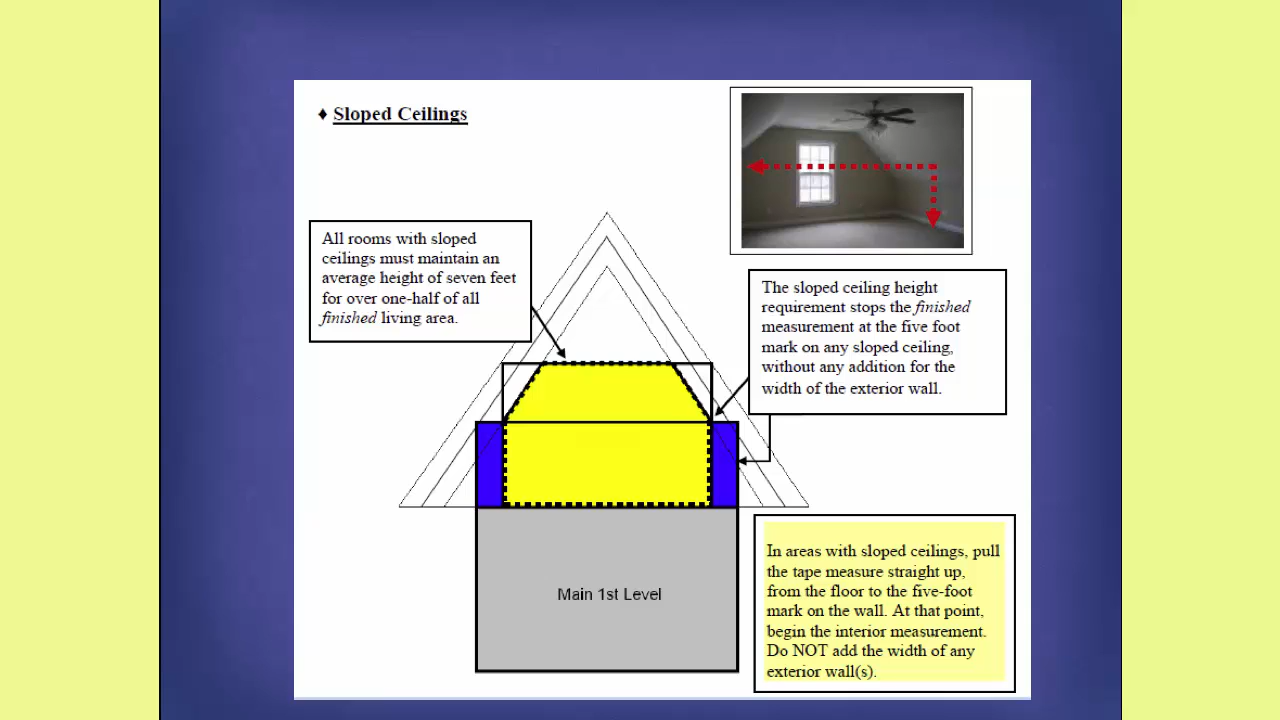 ♦ Sloped Ceilings
All rooms with sloped
ceilings must maintain an
average height of seven feet
for over one-half of all
finished living area.
The sloped ceiling height
requirement stops the finished
measurement at the five foot
mark on any sloped ceiling,
without any addition for the
width of the exterior wall.
Main 1st Level
In areas with sloped ceilings, pull
the tape measure straight up,
from the floor to the five-foot
mark on the wall. At that point,
begin the interior measurement.
Do NOT add the width of any
exterior wall(s).